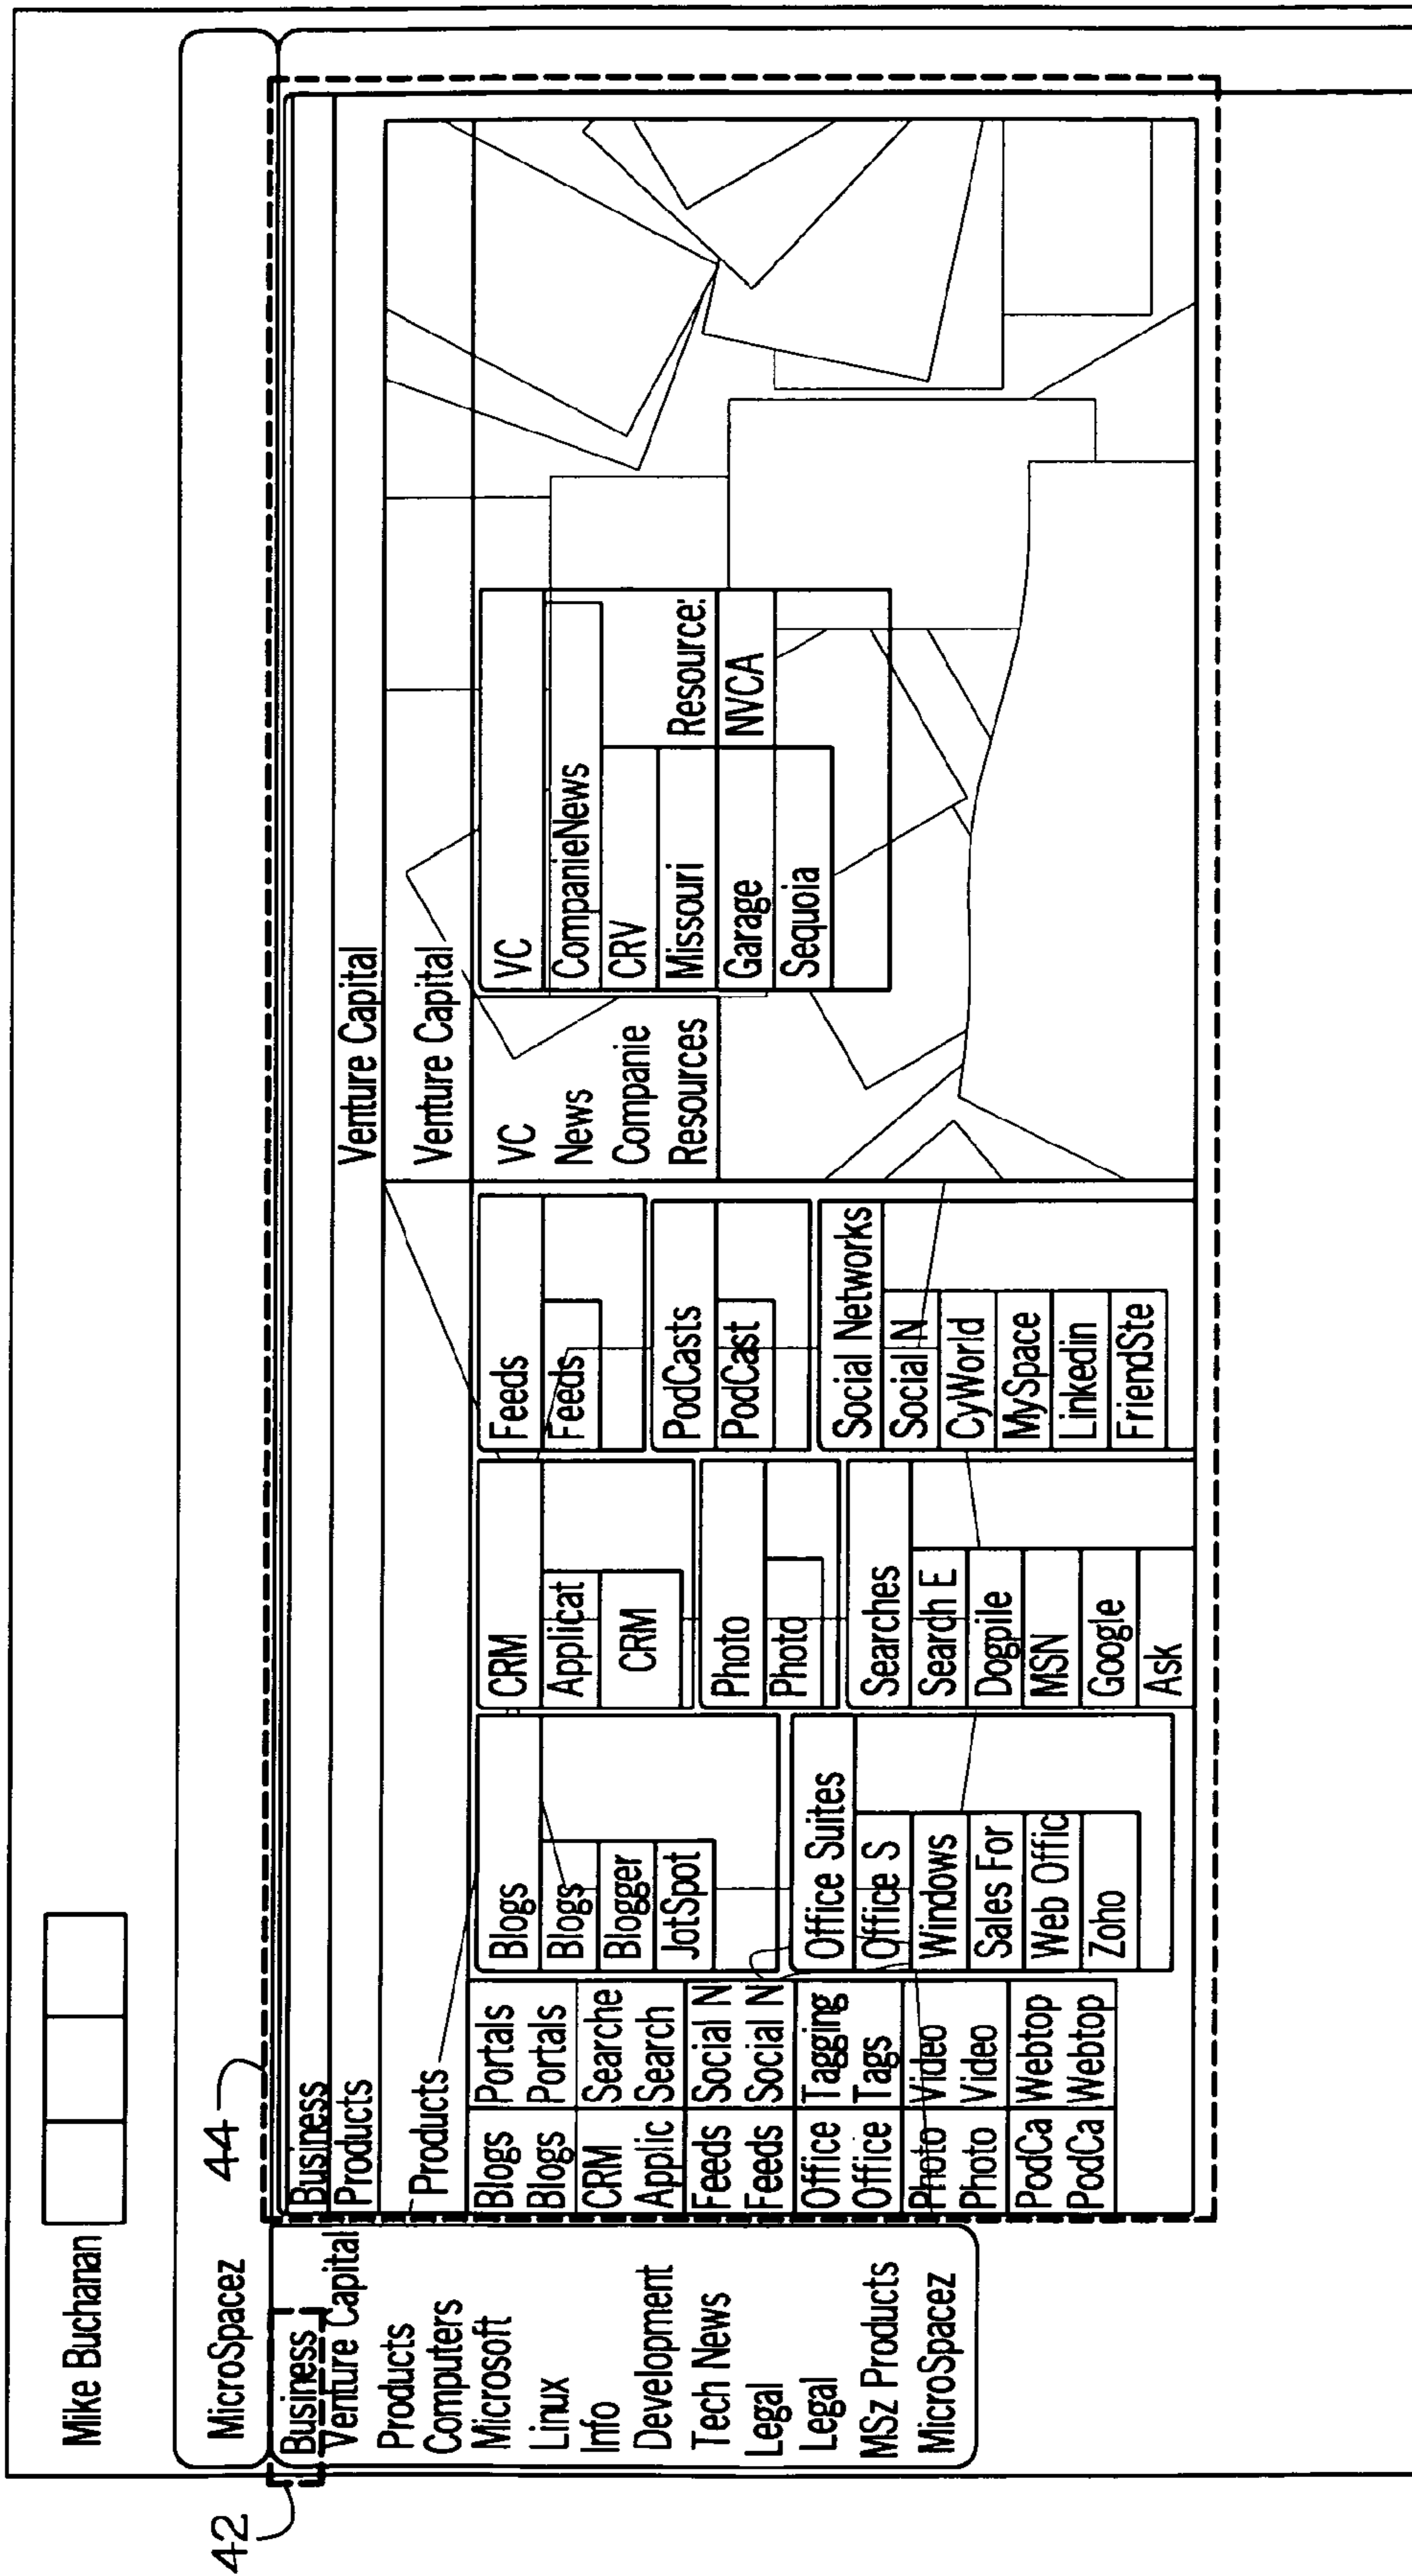 Mike Buchanan
MicroSpacez
42
44
Business
Venture Capital
Products
Computers
Microsoft
Linux
Info
Development
Tech News
Legal
Legal
MSz Products
MicroSpacez
Business
Products
Venture Capital
Products
Blogs Portals
Blogs Portals
CRM Searche
Applic Search
Feeds Social N
Feeds Social N
Office Tagging
Office Tags
Photo Video
Photo Video
PodCa Webtop
PodCa Webtop
Blogs
Blogs
Blogger
JotSpot
Office Suites
Office S
Windows
Sales For
Web Offic
Zoho
CRM
Applicat
CRM
Photo
Photo
Searches
Search E
Dogpile
MSN
Google
Ask
Feeds
Feeds
PodCasts
PodCast
Social Networks
Social N
CyWorld
MySpace
Linkedin
FriendSte
Venture Capital
VC
News
Companie
Resources
VC
CompanieNews
CRV
Missouri Resource:
Garage NVCA
Sequoia